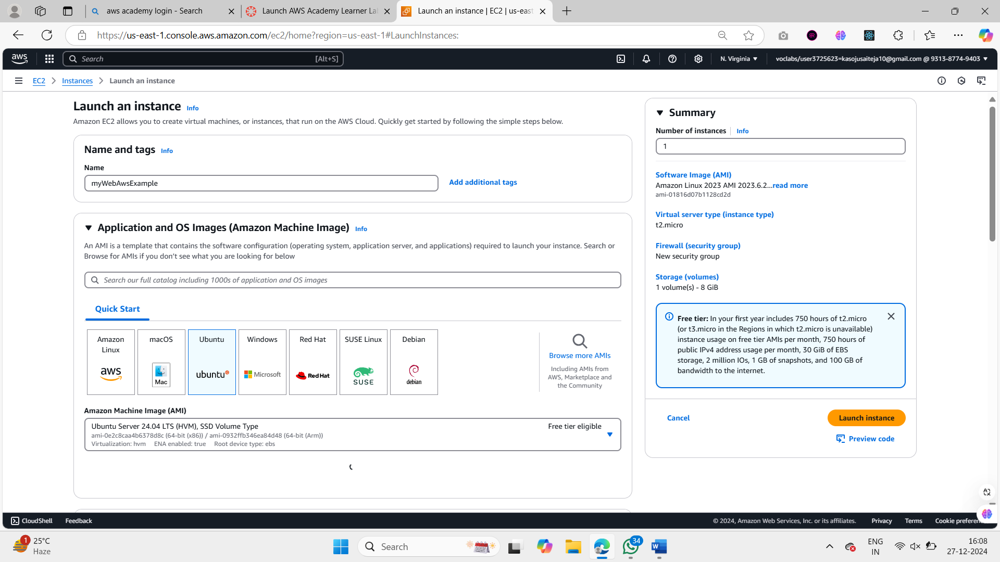 aws academy login - Search
Launch AWS Academy Learner La
Launch an instance | EC2 | us-east
https://us-east-1.console.aws.amazon.com/ec2/home?region=us-east-1#LaunchInstances:
aws
Search
[Alt+S]
N. Virginia
voclabs/user3725623=kasojusaiteja10@gmail.com @ 9313-8774-9403
EC2
Instances
Launch an instance
Launch an instance Info
Amazon EC2 allows you to create virtual machines, or instances, that run on the AWS Cloud. Quickly get started by following the simple steps below.
Name and tags Info
Name
myWebAwsExample
Add additional tags
Application and OS Images (Amazon Machine Image) Info
An AMI is a template that contains the software configuration (operating system, application server, and applications) required to launch your instance. Search or
Browse for AMIs if you don’t see what you are looking for below
Search our full catalog including 1000s of application and OS images
Quick Start
Amazon
Linux
aws
macOS
Mac
Ubuntu
ubuntu
Windows
Microsoft
Red Hat
Red Hat
SUSE Linux
SUSE
Debian
debian
Browse more AMIs
Including AMIs from
AWS, Marketplace and
the Community
Amazon Machine Image (AMI)
Ubuntu Server 24.04 LTS (HVM), SSD Volume Type
Free tier eligible
ami-0e2c8caa4b6378d8c (64-bit (x86)) / ami-0932ffb346ea84d48 (64-bit (Arm))
Virtualization: hvm ENA enabled: true Root device type: ebs
Summary
Number of instances Info
1
Software Image (AMI)
Amazon Linux 2023 AMI 2023.6.2...read more
ami-01816d07b1128cd2d
Virtual server type (instance type)
t2.micro
Firewall (security group)
New security group
Storage (volumes)
1 volume(s) - 8 GiB
Free tier: In your first year includes 750 hours of t2.micro
(or t3.micro in the Regions in which t2.micro is unavailable)
instance usage on free tier AMIs per month, 750 hours of
public IPv4 address usage per month, 30 GiB of EBS
storage, 2 million IOs, 1 GB of snapshots, and 100 GB of
bandwidth to the internet.
Cancel
Launch instance
Preview code
CloudShell
Feedback
© 2024, Amazon Web Services, Inc. or its affiliates.
Privacy
Terms
Cookie preferen
1
25°C
Haze
Search
34
W
ENG
IN
16:08
27-12-2024